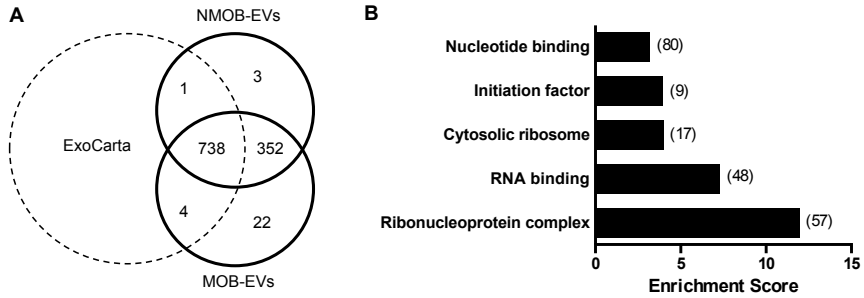 A
NMOB-EVs
1
3
ExoCarta
738
352
4
22
MOB-EVs
B
Nucleotide binding (80)
Initiation factor (9)
Cytosolic ribosome (17)
RNA binding (48)
Ribonucleoprotein complex (57)
0 5 10 15
Enrichment Score